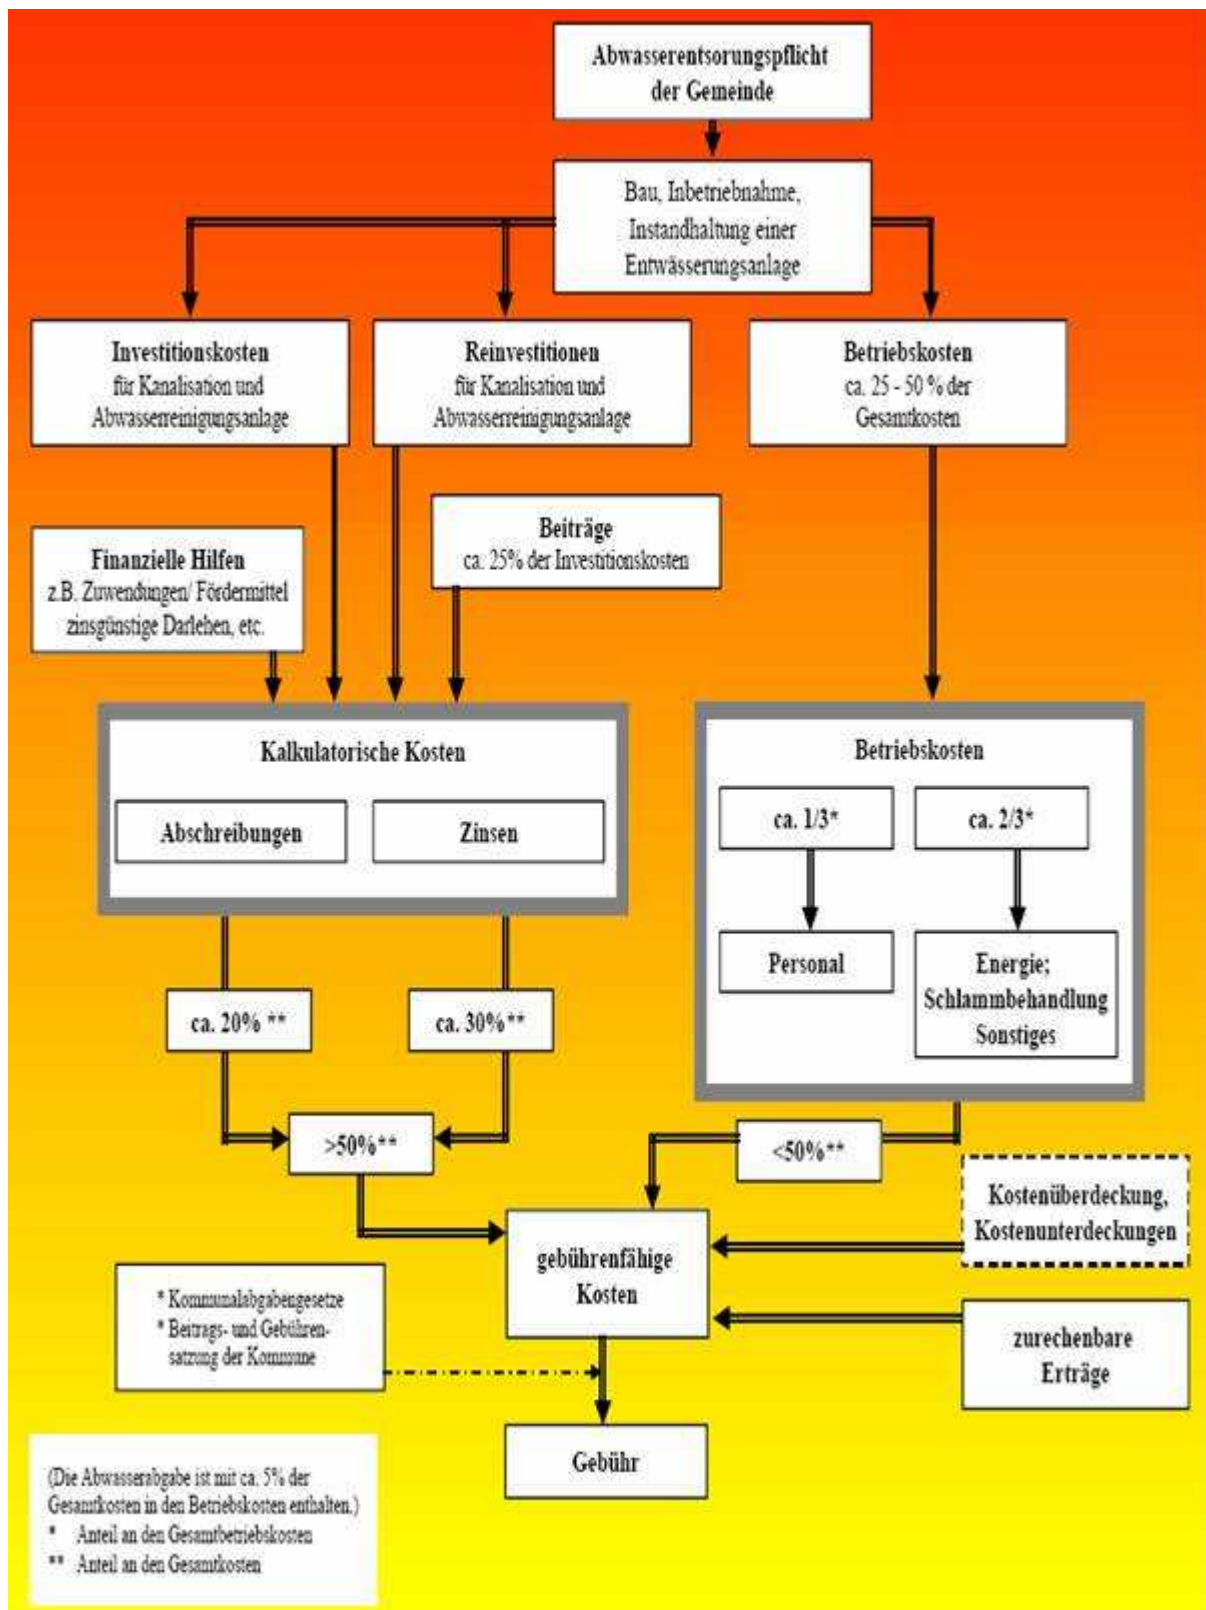 Abwasserentsorungspflicht
der Gemeinde
Bau, Inbetriebnahme,
Instandhaltung einer
Entwässerungsanlage
Investitionskosten
für Kanalisation und
Abwasserreinigungsanlage
Reinvestitionen
für Kanalisation und
Abwasserreinigungsanlage
Betriebskosten
ca. 25 - 50 % der
Gesamtkosten
Finanzielle Hilfen
z.B. Zuwendungen/ Fördermittel
zinsgünstige Darlehen, etc.
Beiträge
ca. 25% der Investitionskosten
Kalkulatorische Kosten
Abschreibungen
Zinsen
Betriebskosten
ca. 1/3*
ca. 2/3*
Personal
Energie;
Schlammbehandlung
Sonstiges
ca. 20% **
ca. 30%**
>50%**
<50%**
Kostenüberdeckung,
Kostenunterdeckungen
gebührenfähige
Kosten
zurechenbare
Erträge
* Kommunalabgabengesetze
* Beitrags- und Gebühren-
satzung der Kommune
Gebühr
(Die Abwasserabgabe ist mit ca. 5% der
Gesamtkosten in den Betriebskosten enthalten.)
* Anteil an den Gesamtbetriebskosten
** Anteil an den Gesamtkosten